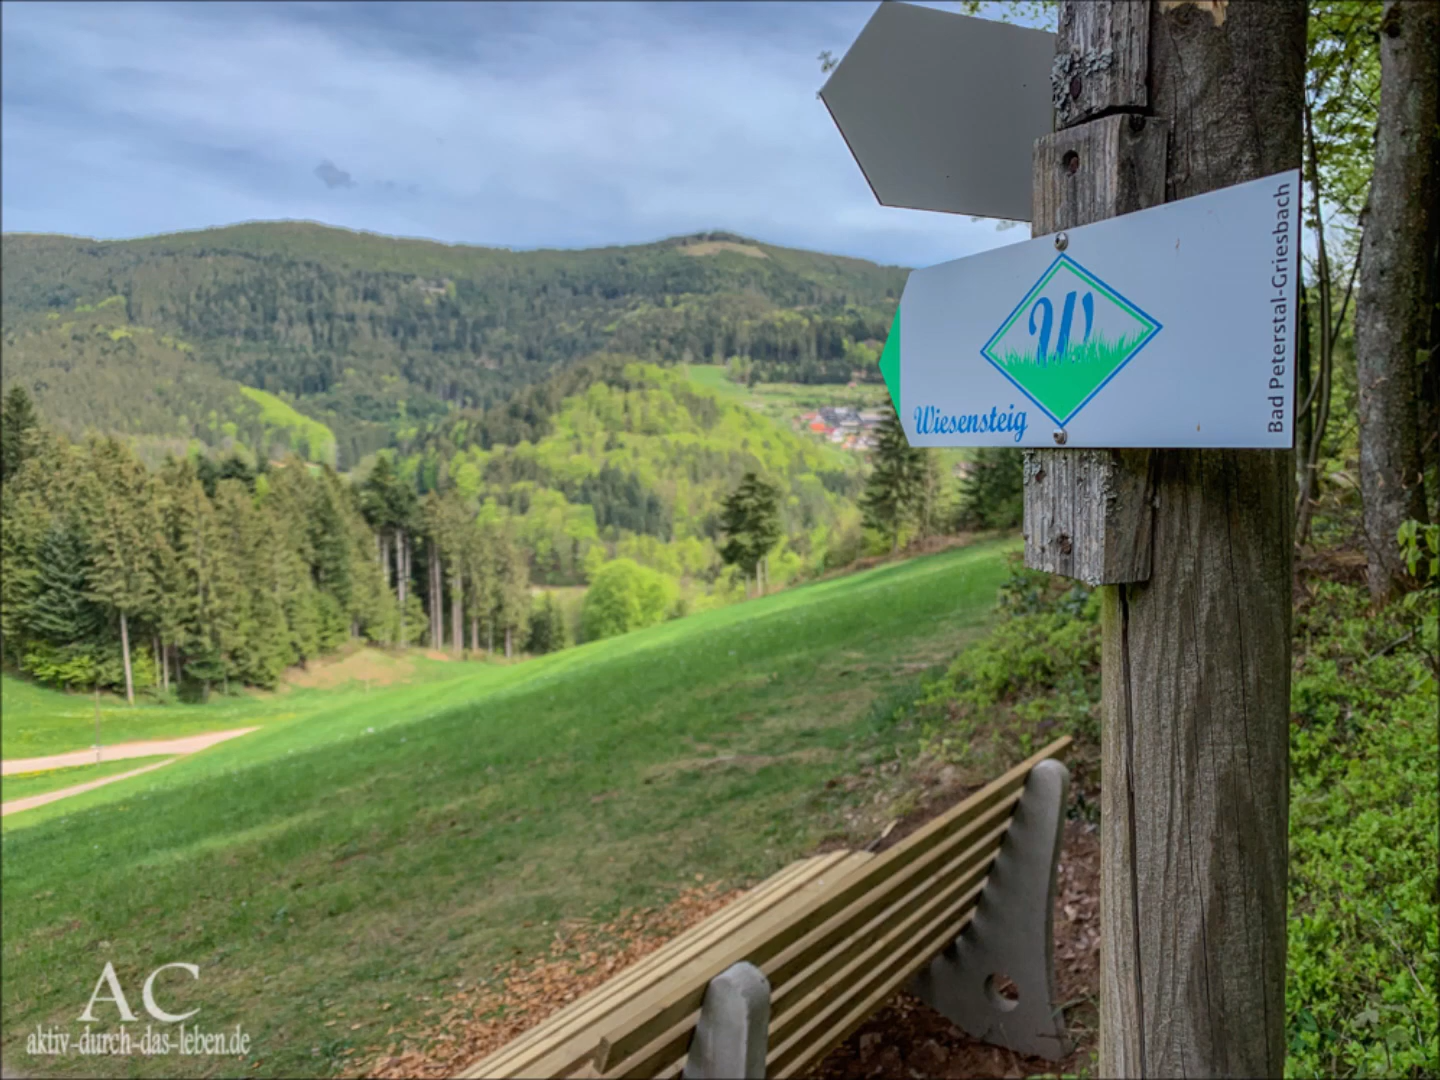 W
Wiesensteig
Bad Peterstal-Griesbach
AC
aktiv-durch-das-leben.de